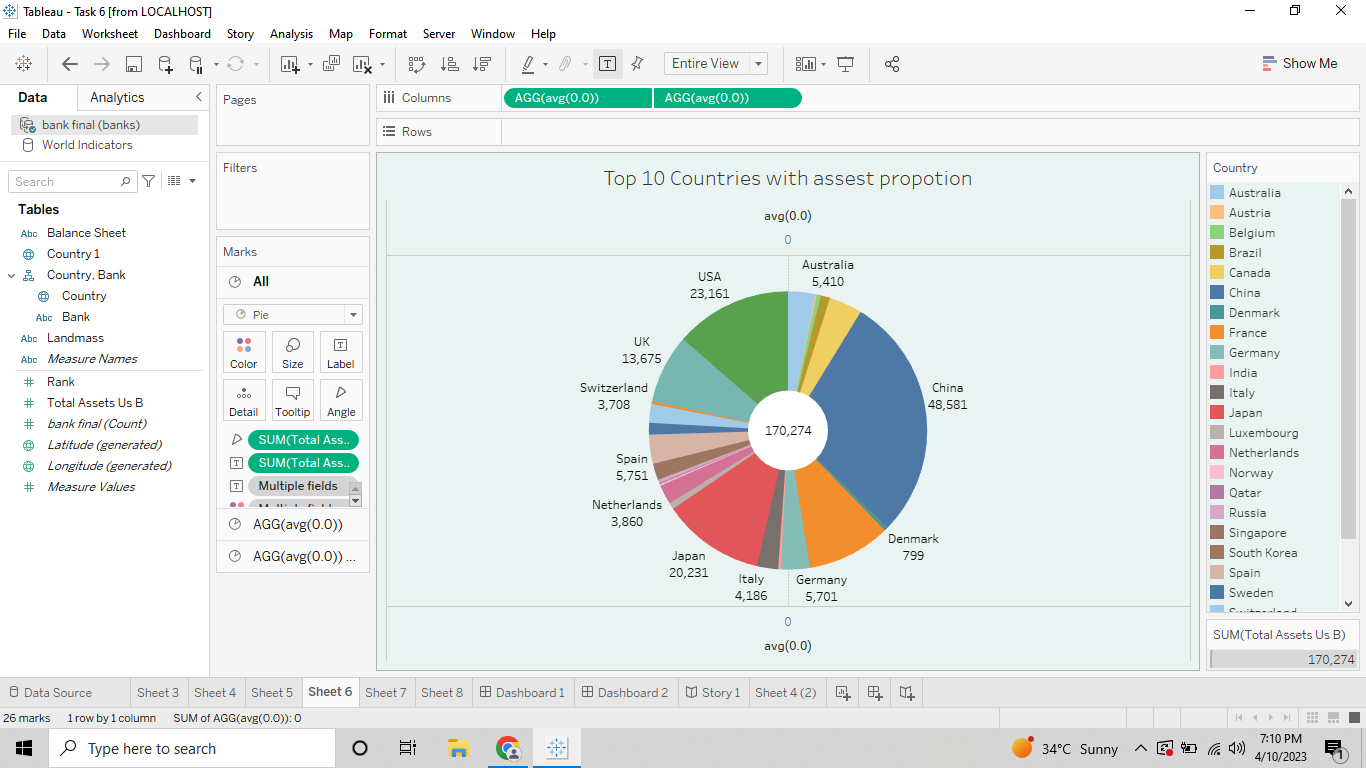 Tableau - Task 6 [from LOCALHOST]
File Data Worksheet Dashboard Story Analysis Map Format Server Window Help
Entire View
Show Me
Data Analytics
bank final (banks)
World Indicators
Search
Tables
Abc Balance Sheet
Country 1
Country, Bank
Country
Abc Bank
Abc Landmass
Abc Measure Names
Rank
Total Assets Us B
bank final (Count)
Latitude (generated)
Longitude (generated)
Measure Values
Pages
Filters
Marks
All
Pie
Color Size Label
Detail Tooltip Angle
SUM(Total Ass..
SUM(Total Ass..
Multiple fields
AGG(avg(0.0))
AGG(avg(0.0)) ...
Columns AGG(avg(0.0)) AGG(avg(0.0))
Rows
Top 10 Countries with assest propotion
avg(0.0)
0
Australia
5,410
USA
23,161
UK
13,675
Switzerland
3,708
China
48,581
170,274
Spain
5,751
Netherlands
3,860
Denmark
799
Japan
20,231
Italy
4,186
Germany
5,701
0
avg(0.0)
Country
Australia
Austria
Belgium
Brazil
Canada
China
Denmark
France
Germany
India
Italy
Japan
Luxembourg
Netherlands
Norway
Qatar
Russia
Singapore
South Korea
Spain
Sweden
Switzerland
SUM(Total Assets Us B)
170,274
Data Source Sheet 3 Sheet 4 Sheet 5 Sheet 6 Sheet 7 Sheet 8 Dashboard 1 Dashboard 2 Story 1 Sheet 4 (2)
26 marks 1 row by 1 column SUM of AGG(avg(0.0)): 0
Type here to search
34°C Sunny
7:10 PM
4/10/2023
1